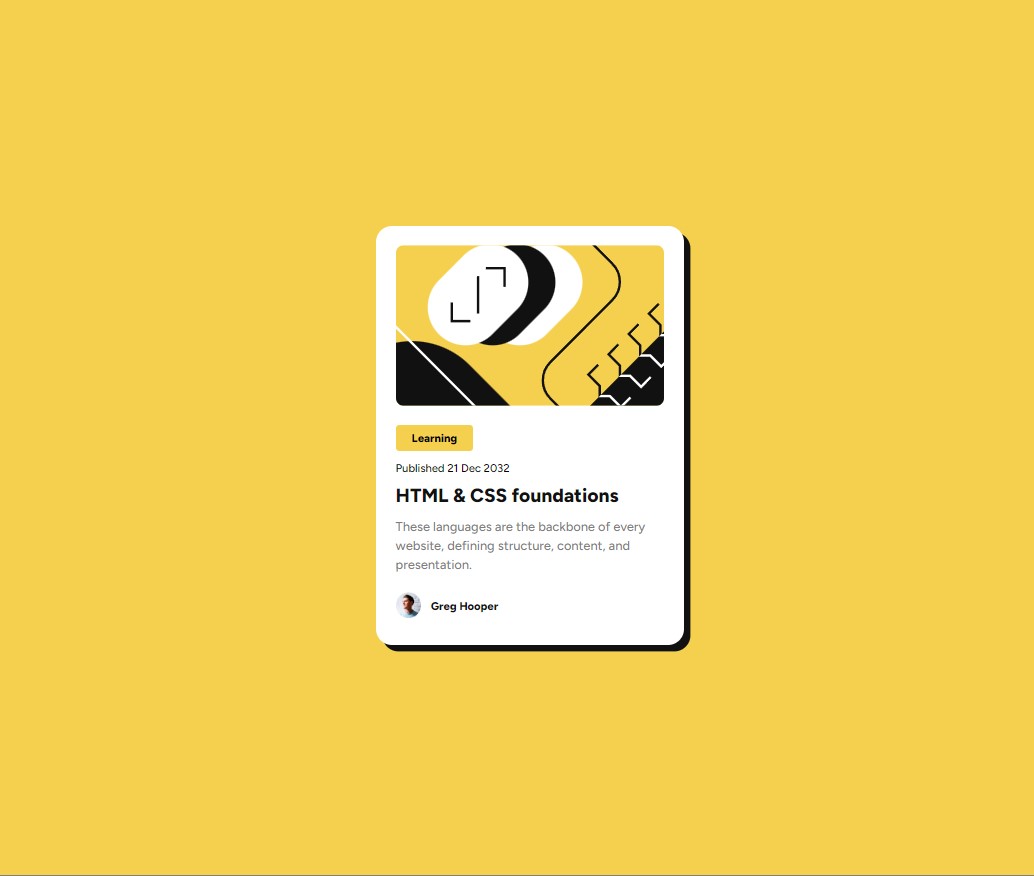 Learning
Published 21 Dec 2032
HTML & CSS foundations
These languages are the backbone of every
website, defining structure, content, and
presentation.
Greg Hooper